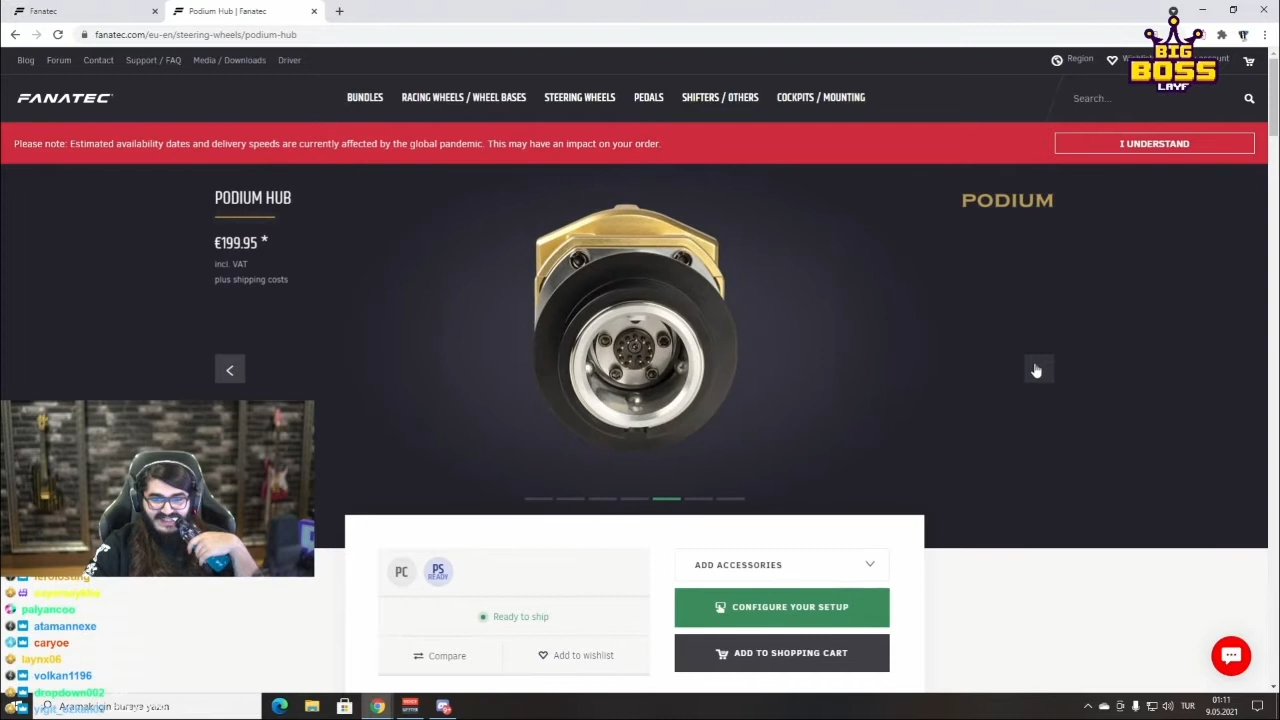 Fanatec
Podium Hub | Fanatec
fanatec.com/eu-en/steering-wheels/podium-hub
Blog
Forum
Contact
Support / FAQ
Media / Downloads
Driver
Region
BIG
BOSS
LAYF
FANATEC
BUNDLES
RACING WHEELS / WHEEL BASES
STEERING WHEELS
PEDALS
SHIFTERS / OTHERS
COCKPITS / MOUNTING
Search...
Please note: Estimated availability dates and delivery speeds are currently affected by the global pandemic. This may have an impact on your order.
I UNDERSTAND
PODIUM HUB
€199.95 *
incl. VAT
plus shipping costs
PODIUM
PC
PS
READY
Ready to ship
Compare
Add to wishlist
ADD ACCESSORIES
CONFIGURE YOUR SETUP
ADD TO SHOPPING CART
palyancoo
atamannexe
caryoe
laynx06
volkan1196
dropdown002
Aramak için buraya yazın
TUR
01:11
9.05.2021